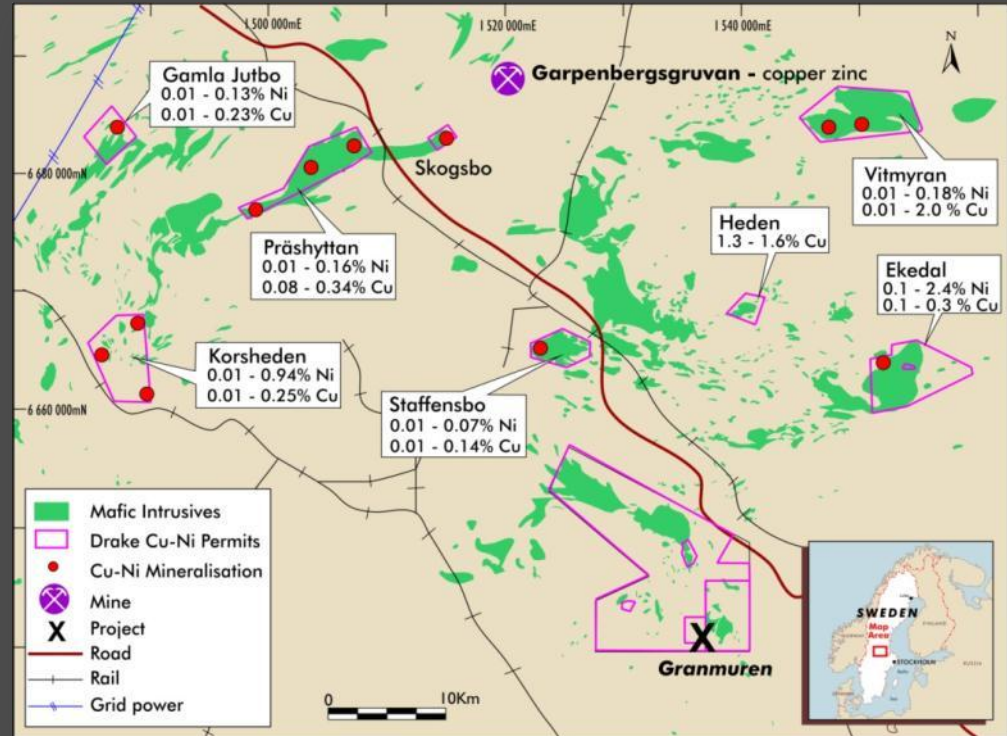 1 500 000mE
1 520 000mE
1 540 000mE
N
Gamla Jutbo
0.01 - 0.13% Ni
0.01 - 0.23% Cu
Garpenbergsgruvan - copper zinc
6 680 000mN
Skogsbo
Vitmyran
0.01 - 0.18% Ni
0.01 - 2.0 % Cu
Präshyttan
0.01 - 0.16% Ni
0.08 - 0.34% Cu
Heden
1.3 - 1.6% Cu
Ekedal
0.1 - 2.4% Ni
0.1 - 0.3 % Cu
Korsheden
0.01 - 0.94% Ni
0.01 - 0.25% Cu
6 660 000mN
Staffensbo
0.01 - 0.07% Ni
0.01 - 0.14% Cu
Mafic Intrusives
Drake Cu-Ni Permits
Cu-Ni Mineralisation
Mine
X Project
Road
Rail
Grid power
0 10Km
X
Granmuren
SWEDEN
Map
Area
FINLAND
NORWAY
STOCKHOLM
RUSSIA